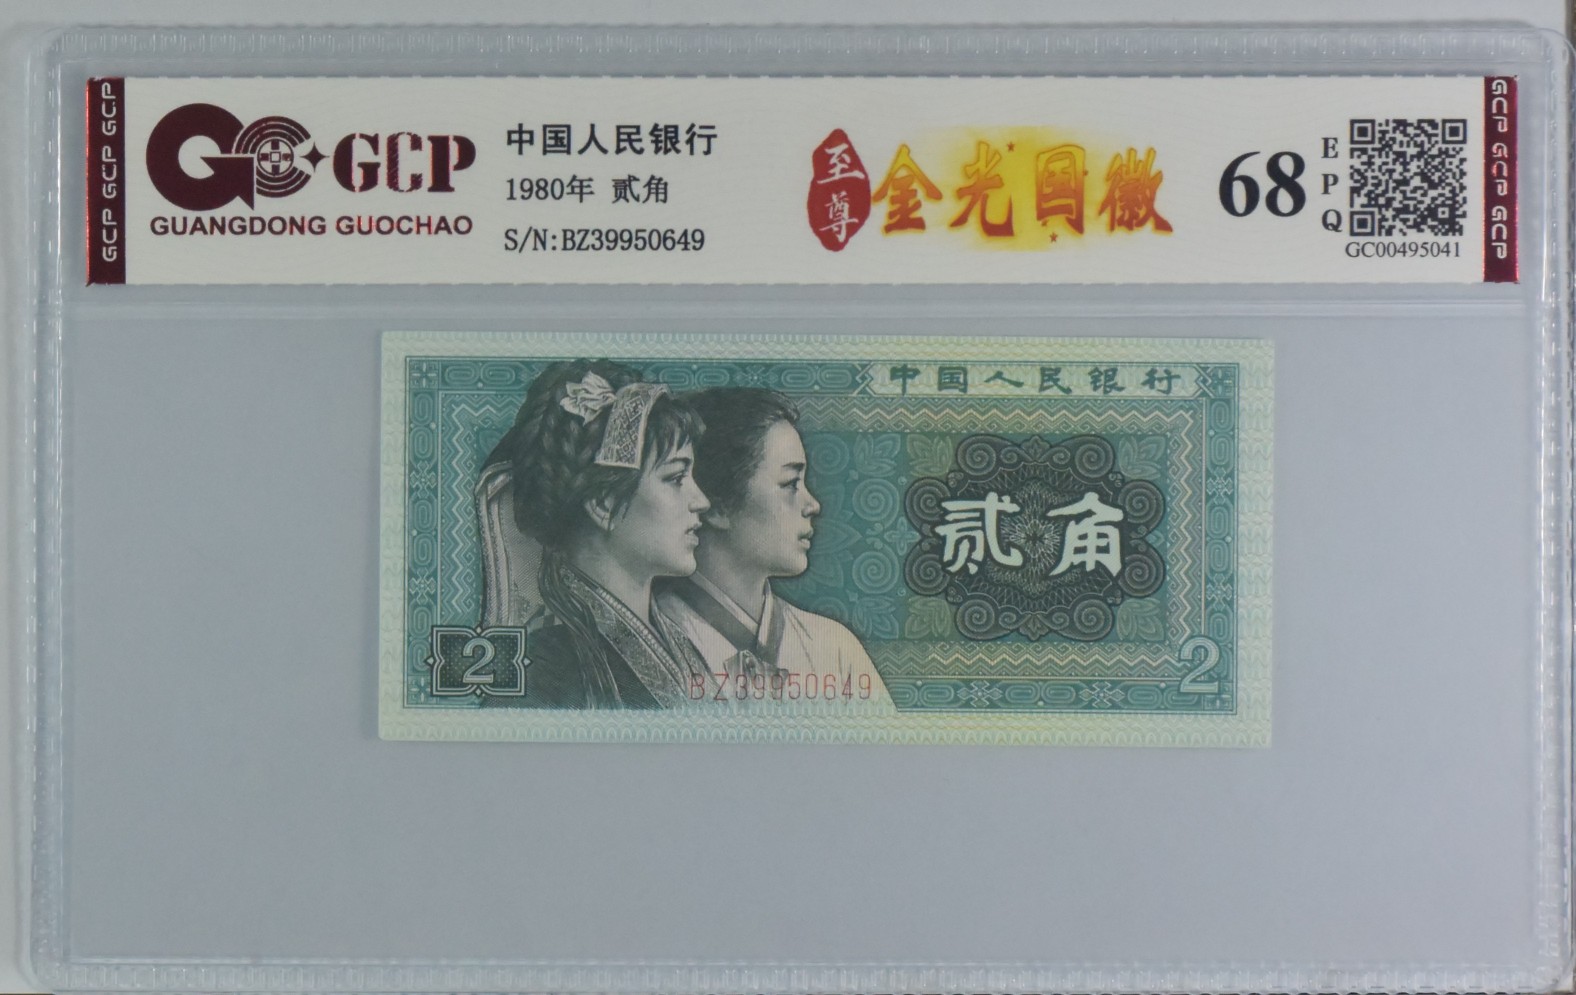 GCP GCP GCP
GCP
GUANGDONG GUOCHAO
中国人民银行
1980年 贰角
S/N:BZ39950649
至尊
金光国徽
68
EPQ
GC00495041
GCP GCP GCP
中国人民银行
贰角
2
2
BZ39950649